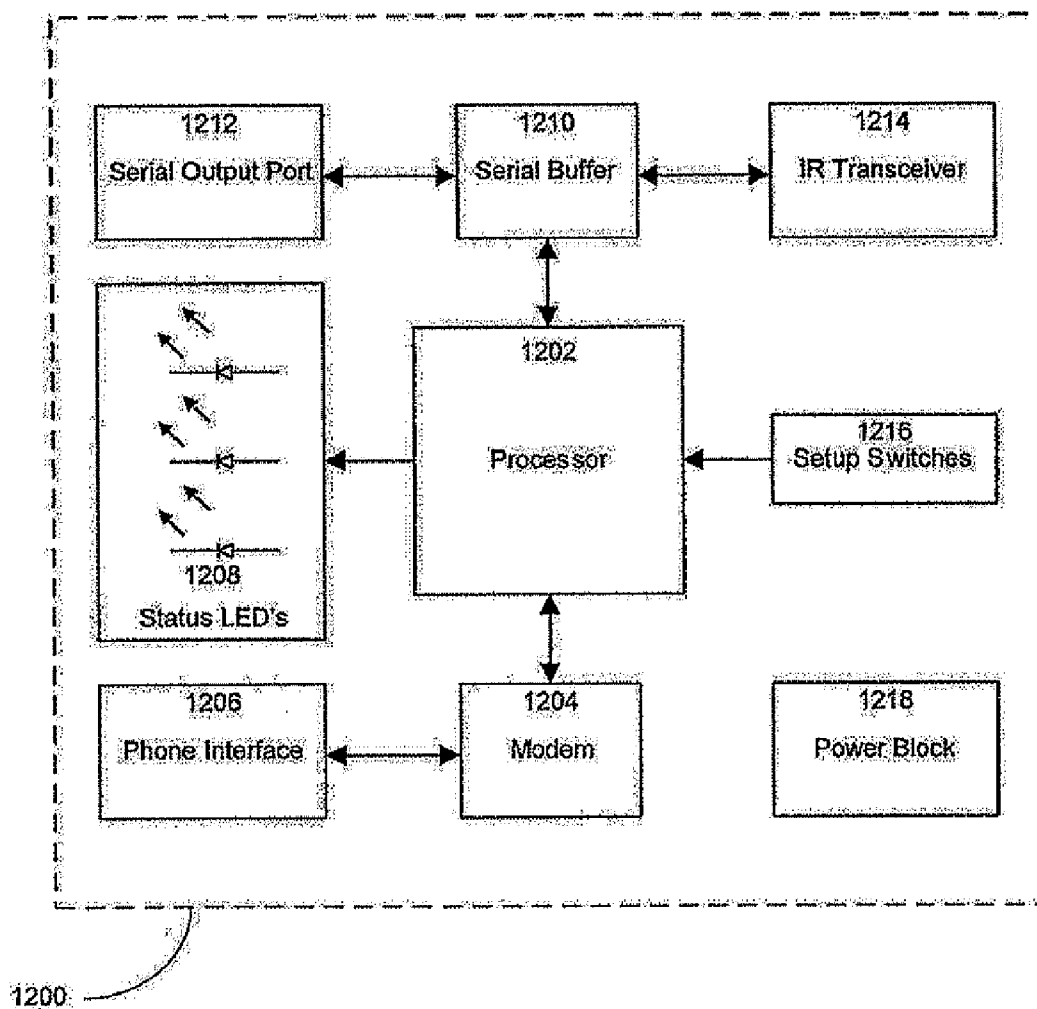 1212
Serial Output Port
1210
Serial Buffer
1214
IR Transceiver
1202
Processor
1216
Setup Switches
1208
Status LED's
1206
Phone Interface
1204
Modem
1218
Power Block
1200